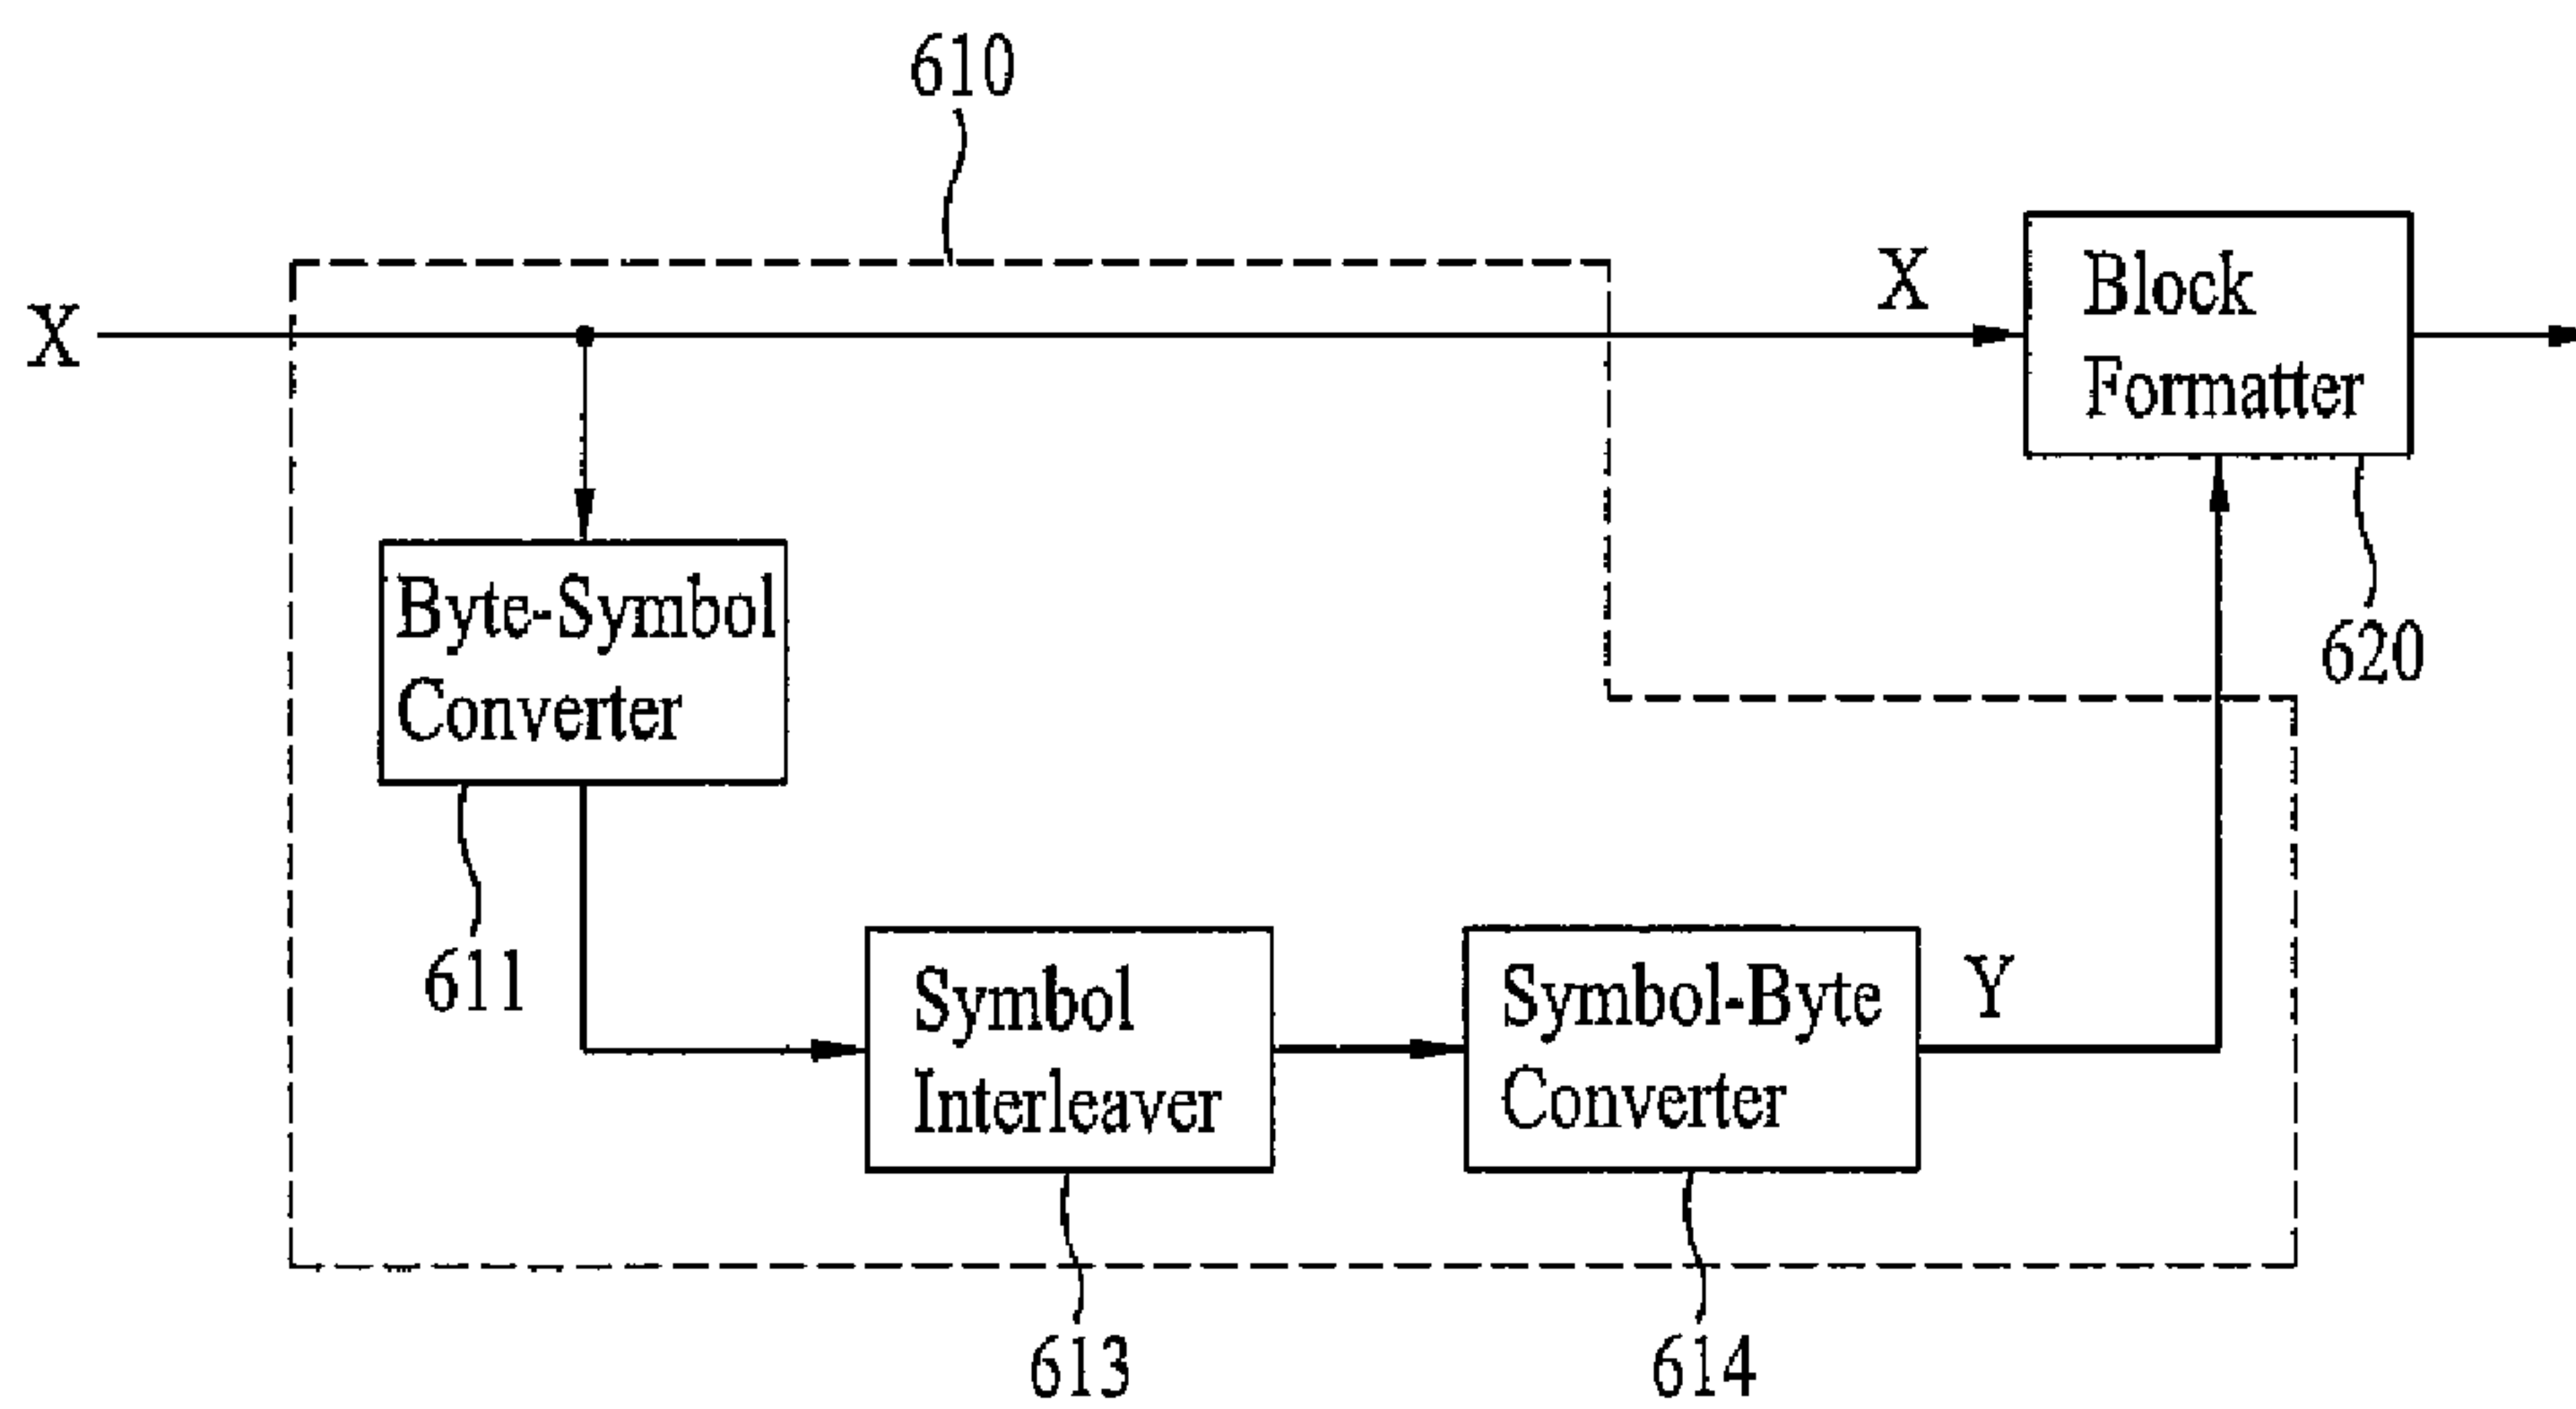 610
X
X
Block
Formatter
Byte-Symbol
Converter
620
611
Symbol
Interleaver
Symbol-Byte
Converter
Y
613
614